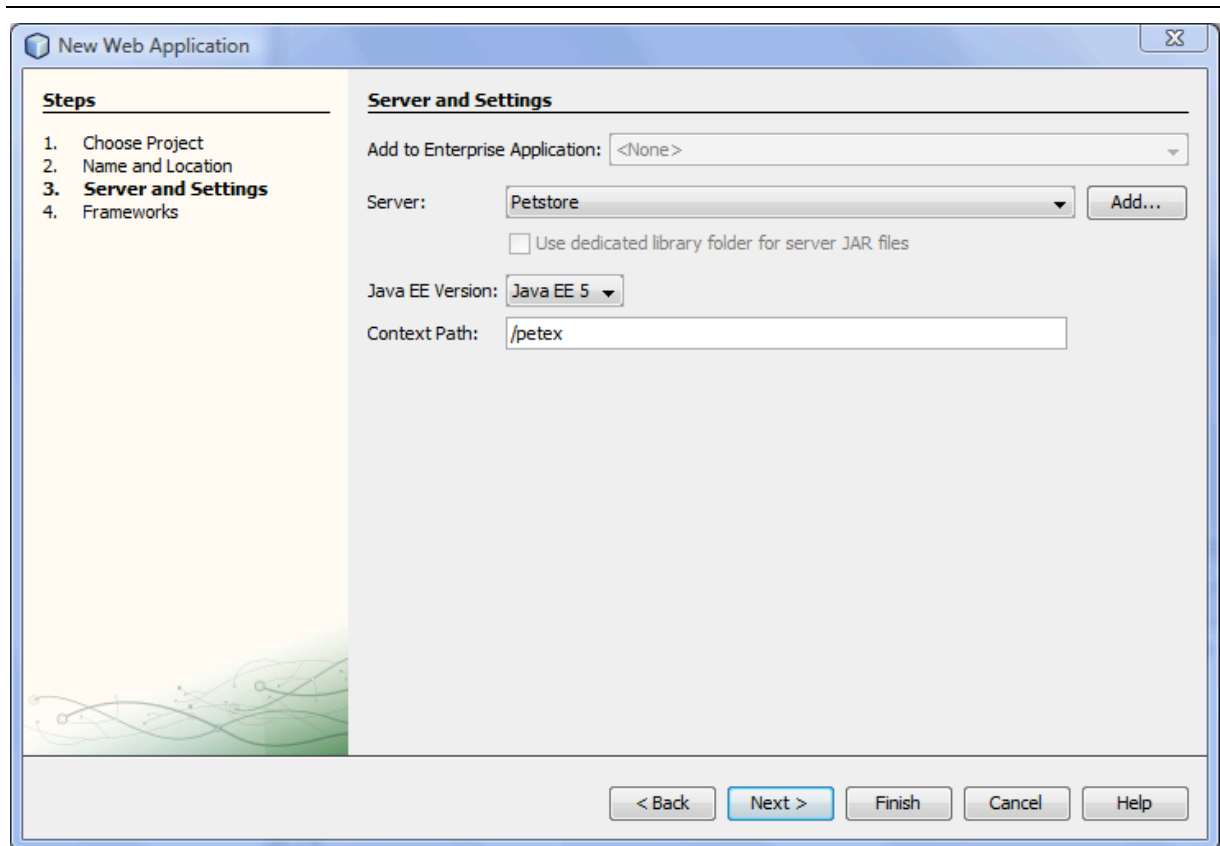 New Web Application
Steps
1. Choose Project
2. Name and Location
3. Server and Settings
4. Frameworks
Server and Settings
Add to Enterprise Application: <None>
Server: Petstore Add...
Use dedicated library folder for server JAR files
Java EE Version: Java EE 5
Context Path: /petex
< Back Next > Finish Cancel Help